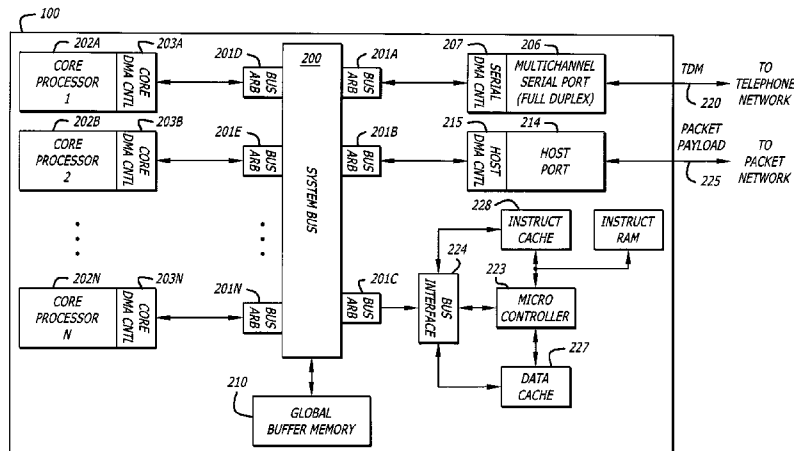 100
202A
203A
201D
200
201A
207
206
CORE
PROCESSOR
1
CORE
DMA CNTL
BUS
ARB
BUS
ARB
SERIAL
DMA CNTL
MULTICHANNEL
SERIAL PORT
(FULL DUPLEX)
TDM
220
TO
TELEPHONE
NETWORK
202B
203B
201E
201B
215
214
CORE
PROCESSOR
2
CORE
DMA CNTL
BUS
ARB
SYSTEM BUS
BUS
ARB
HOST
DMA CNTL
HOST
PORT
PACKET
PAYLOAD
225
TO
PACKET
NETWORK
228
INSTRUCT
CACHE
INSTRUCT
RAM
224
223
202N
203N
201N
201C
CORE
PROCESSOR
N
CORE
DMA CNTL
BUS
ARB
BUS
ARB
BUS
INTERFACE
MICRO
CONTROLLER
227
DATA
CACHE
210
GLOBAL
BUFFER MEMORY